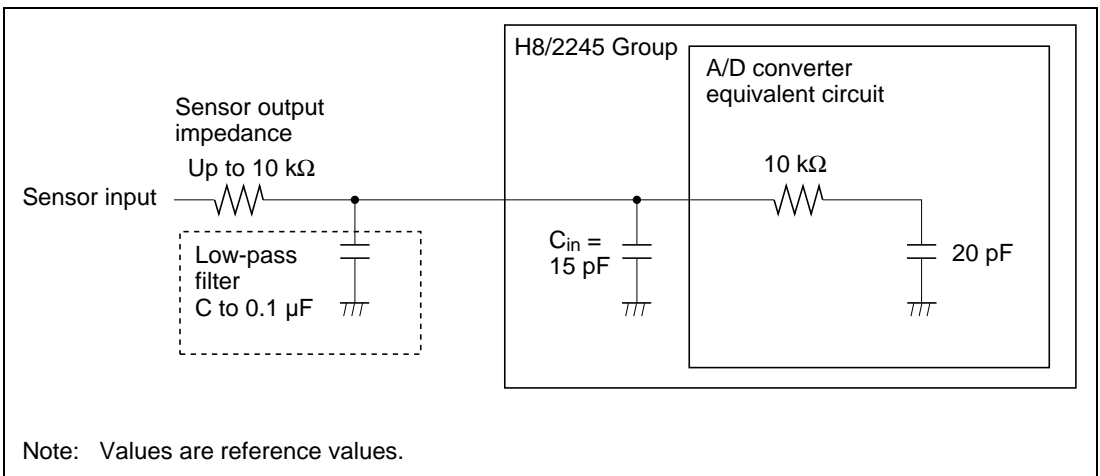 H8/2245 Group
A/D converter
equivalent circuit
Sensor output
impedance
Up to 10 kΩ
10 kΩ
Sensor input
Low-pass
filter
C to 0.1 µF
Cin =
15 pF
20 pF
Note: Values are reference values.